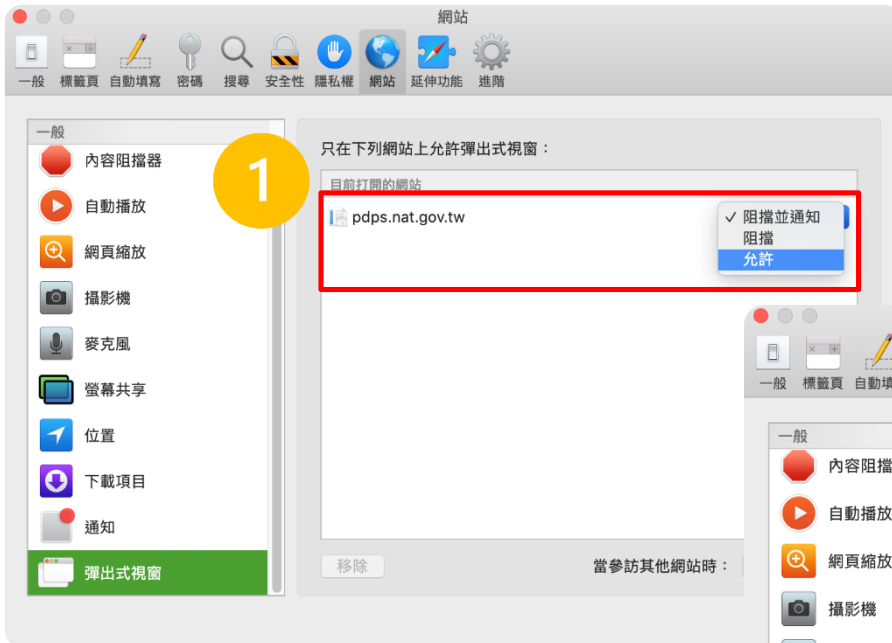 網站
一般 標籤頁 自動填寫 密碼 搜尋 安全性 隱私權 網站 延伸功能 進階
一般
內容阻擋器
自動播放
網頁縮放
攝影機
麥克風
螢幕共享
位置
下載項目
通知
彈出式視窗
1
只在下列網站上允許彈出式視窗：
目前打開的網站
pdps.nat.gov.tw
✓ 阻擋並通知
阻擋
允許
移除
當參訪其他網站時：
一般 標籤頁 自動填
一般
內容阻擋
自動播放
網頁縮放
攝影機